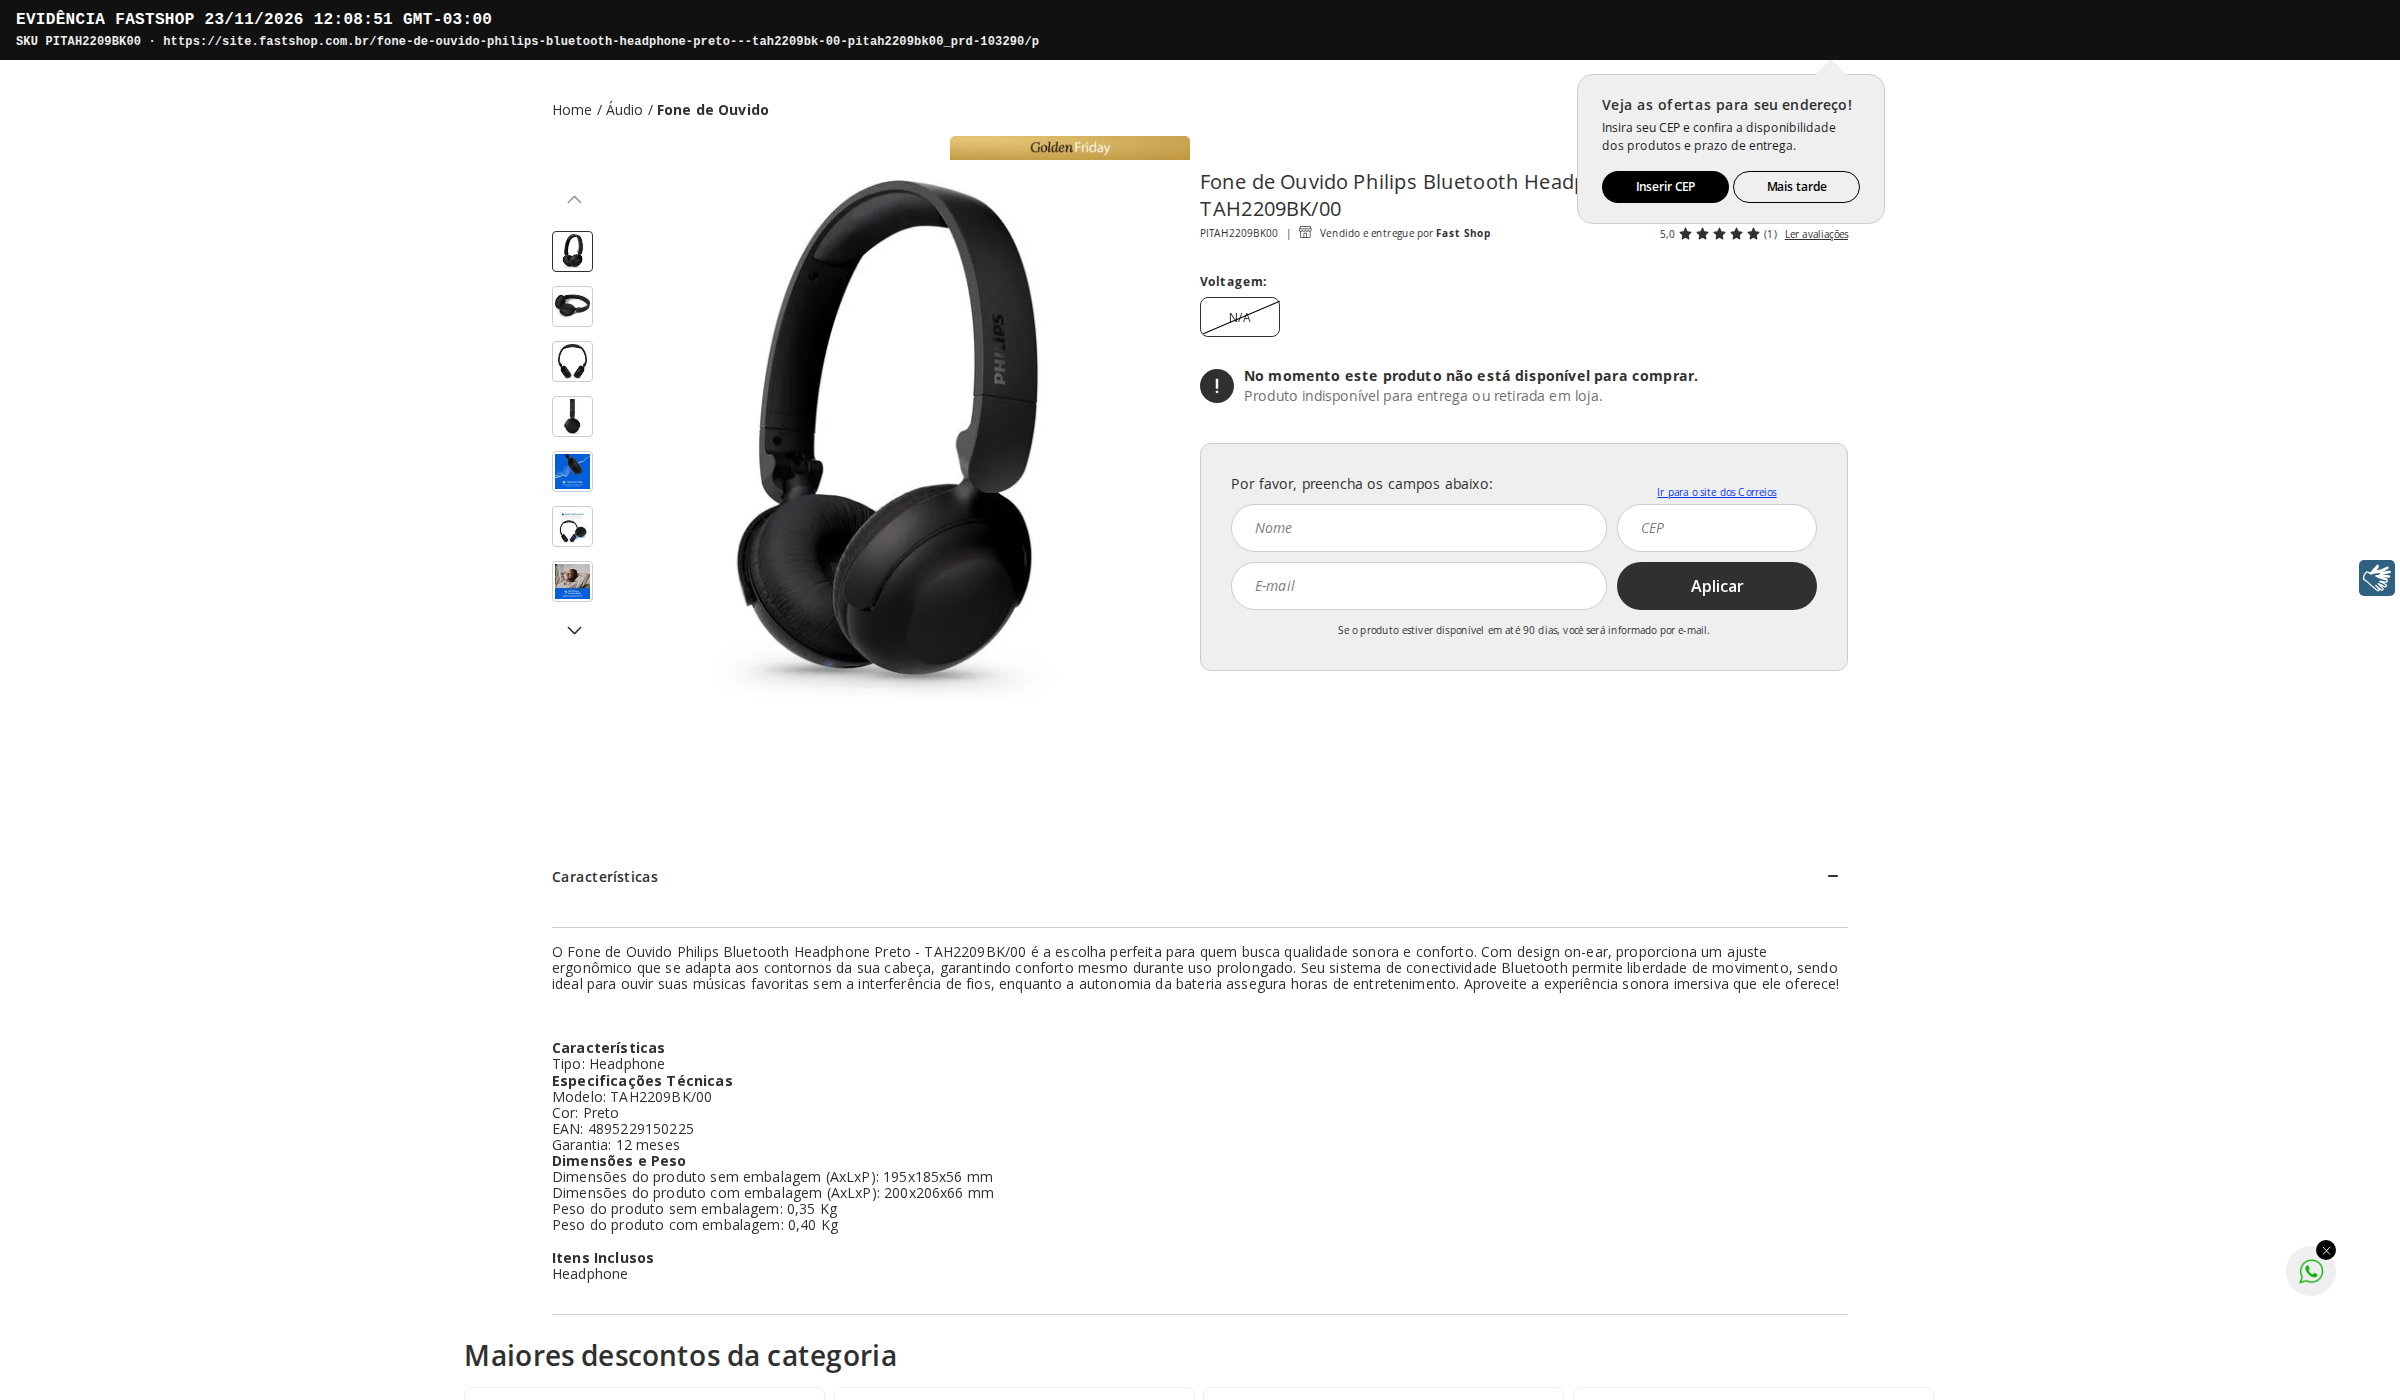 EVIDÊNCIA FASTSHOP 23/11/2026 12:08:51 GMT-03:00
SKU PITAH2209BK00 · https://site.fastshop.com.br/fone-de-ouvido-philips-bluetooth-headphone-preto---tah2209bk-00-pitah2209bk00_prd-103290/p
Veja as ofertas para seu endereço!
Insira seu CEP e confira a disponibilidade
dos produtos e prazo de entrega.
Inserir CEP
Mais tarde
Home / Áudio / Fone de Ouvido
Golden Friday
PHILIPS
Fone de Ouvido Philips Bluetooth
TAH2209BK/00
PITAH2209BK00 | Vendido e entregue por Fast Shop
5,0 (1) Ler avaliações
Voltagem:
N/A
No momento este produto não está disponível para comprar.
Produto indisponível para entrega ou retirada em loja.
Por favor, preencha os campos abaixo:
Ir para o site dos Correios
Nome
CEP
E-mail
Aplicar
Se o produto estiver disponível em até 90 dias, você será informado por e-mail.
Características
O Fone de Ouvido Philips Bluetooth Headphone Preto - TAH2209BK/00 é a escolha perfeita para quem busca qualidade sonora e conforto. Com design on-ear, proporciona um ajuste
ergonômico que se adapta aos contornos da sua cabeça, garantindo conforto mesmo durante uso prolongado. Seu sistema de conectividade Bluetooth permite liberdade de movimento, sendo
ideal para ouvir suas músicas favoritas sem a interferência de fios, enquanto a autonomia da bateria assegura horas de entretenimento. Aproveite a experiência sonora imersiva que ele oferece!
Características
Tipo: Headphone
Especificações Técnicas
Modelo: TAH2209BK/00
Cor: Preto
EAN: 4895229150225
Garantia: 12 meses
Dimensões e Peso
Dimensões do produto sem embalagem (AxLxP): 195x185x56 mm
Dimensões do produto com embalagem (AxLxP): 200x206x66 mm
Peso do produto sem embalagem: 0,35 Kg
Peso do produto com embalagem: 0,40 Kg
Itens Inclusos
Headphone
Maiores descontos da categoria